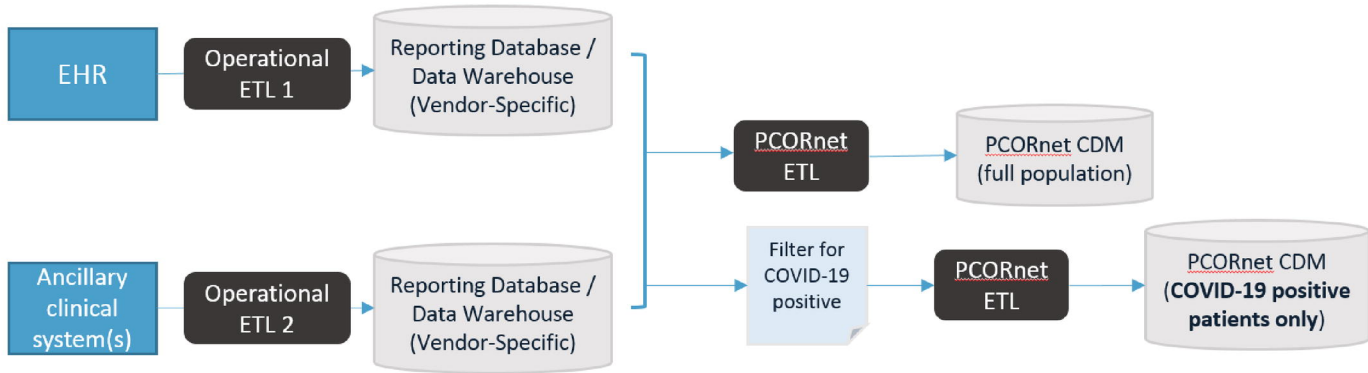 EHR
Operational
ETL 1
Reporting Database /
Data Warehouse
(Vendor-Specific)
PCORnet
ETL
PCORnet CDM
(full population)
Ancillary
clinical
system(s)
Operational
ETL 2
Reporting Database /
Data Warehouse
(Vendor-Specific)
Filter for
COVID-19
positive
PCORnet
ETL
PCORnet CDM
(COVID-19 positive
patients only)